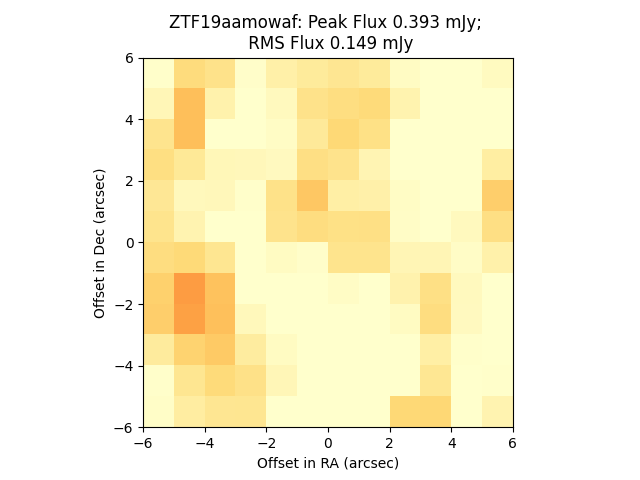 ZTF19aamowaf: Peak Flux 0.393 mJy;
RMS Flux 0.149 mJy
6
4
2
0
−2
−4
−6
Offset in Dec (arcsec)
−6 −4 −2 0 2 4 6
Offset in RA (arcsec)